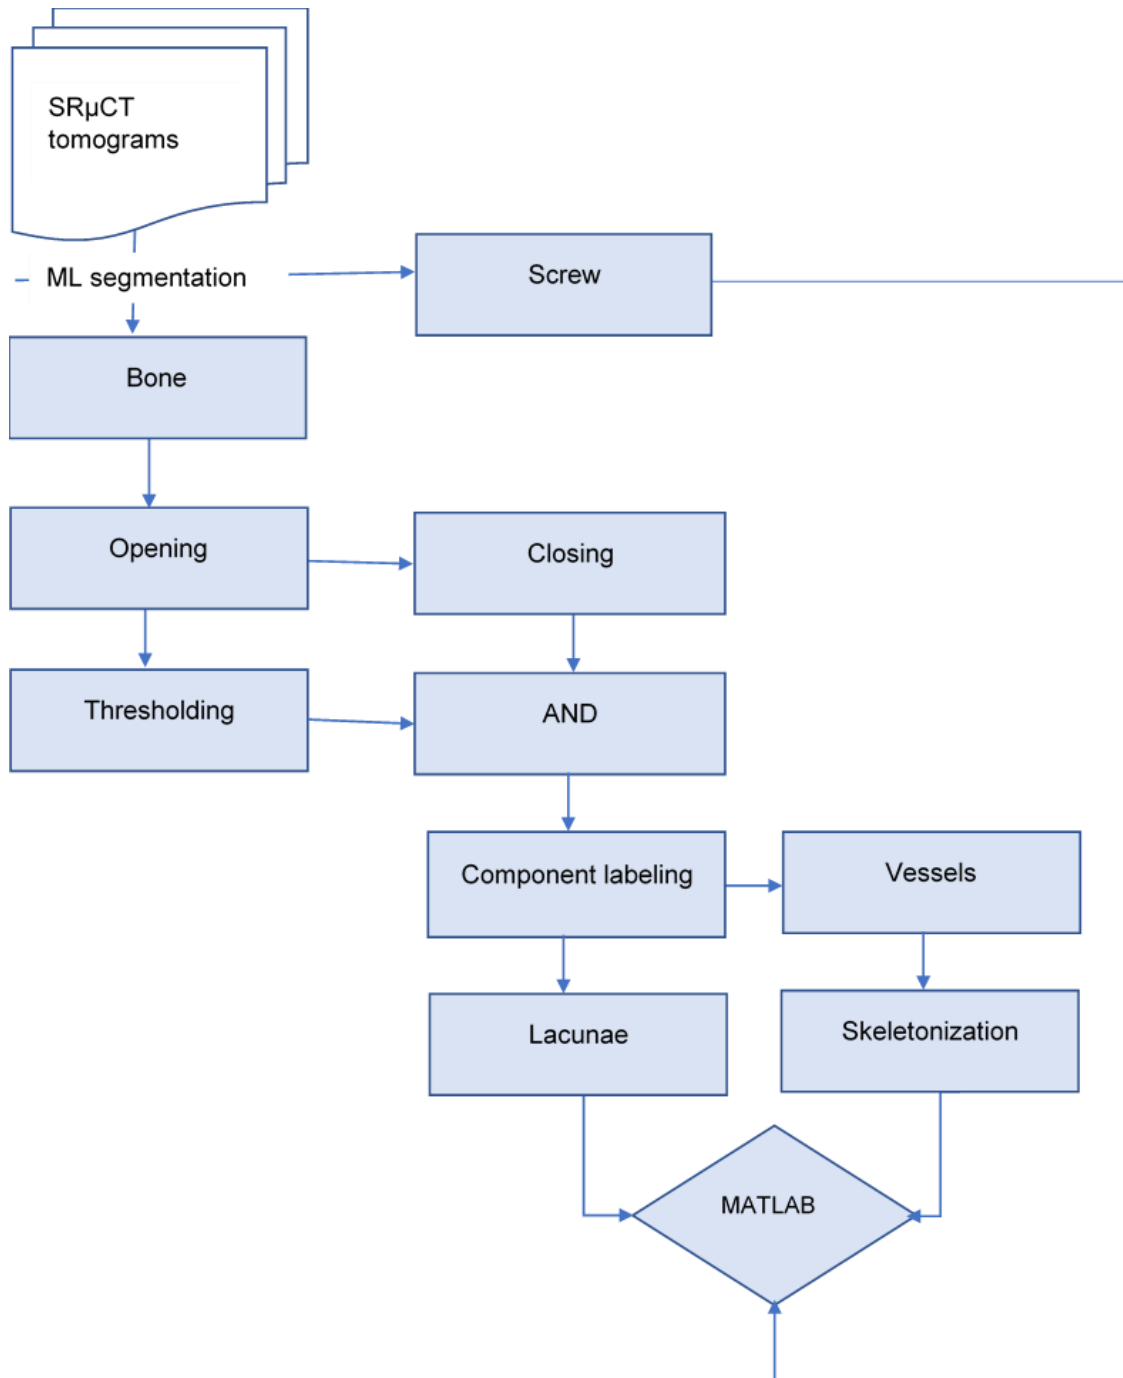 SRµCT
tomograms
ML segmentation
Screw
Bone
Opening
Closing
Thresholding
AND
Component labeling
Vessels
Lacunae
Skeletonization
MATLAB